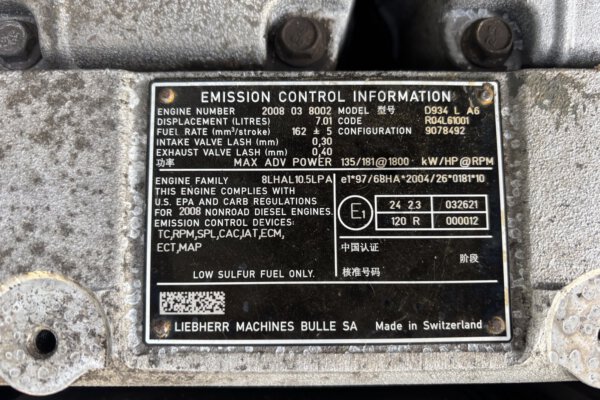 EMISSION CONTROL INFORMATION
ENGINE NUMBER 2008 03 8002 MODEL 型号 D934 L A6
DISPLACEMENT (LITRES) 7.01 CODE R04L61001
FUEL RATE (mm³/stroke) 162 ± 5 CONFIGURATION 9078492
INTAKE VALVE LASH (mm) 0,30
EXHAUST VALVE LASH (mm) 0,40
功率 MAX ADV POWER 135/181@1800 kW/HP@RPM
ENGINE FAMILY 8LHAL10.5LPA
THIS ENGINE COMPLIES WITH
U.S. EPA AND CARB REGULATIONS
FOR 2008 NONROAD DIESEL ENGINES.
EMISSION CONTROL DEVICES:
TC,RPM,SPL,CAC,IAT,ECM,
ECT,MAP
LOW SULFUR FUEL ONLY.
e1*97/68HA*2004/26*0181*10
E1
24 2.3 032621
120 R 000012
中国认证
阶段
核准号码
LIEBHERR MACHINES BULLE SA Made in Switzerland